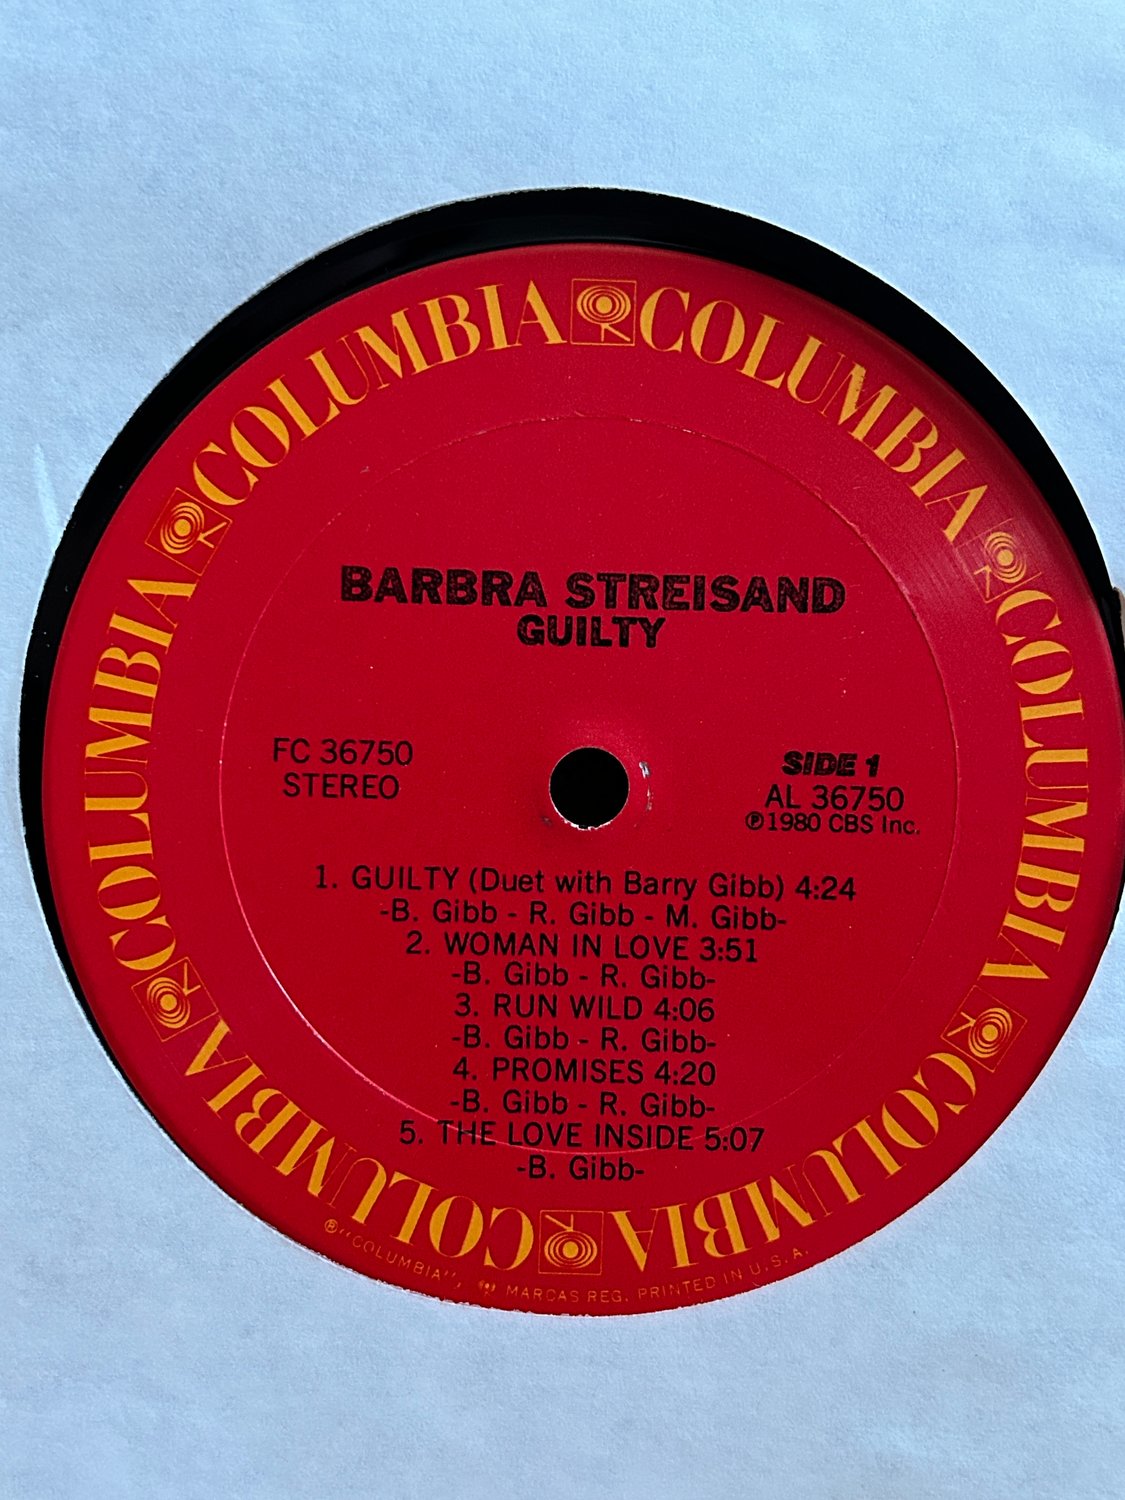 COLUMBIA COLUMBIA COLUMBIA COLUMBIA COLUMBIA COLUMBIA
BARBRA STREISAND
GUILTY
FC 36750
STEREO
SIDE 1
AL 36750
℗1980 CBS Inc.
1. GUILTY (Duet with Barry Gibb) 4:24
-B. Gibb - R. Gibb - M. Gibb-
2. WOMAN IN LOVE 3:51
-B. Gibb - R. Gibb-
3. RUN WILD 4:06
-B. Gibb - R. Gibb-
4. PROMISES 4:20
-B. Gibb - R. Gibb-
5. THE LOVE INSIDE 5:07
-B. Gibb-
® "COLUMBIA", MARCAS REG. PRINTED IN U.S.A.